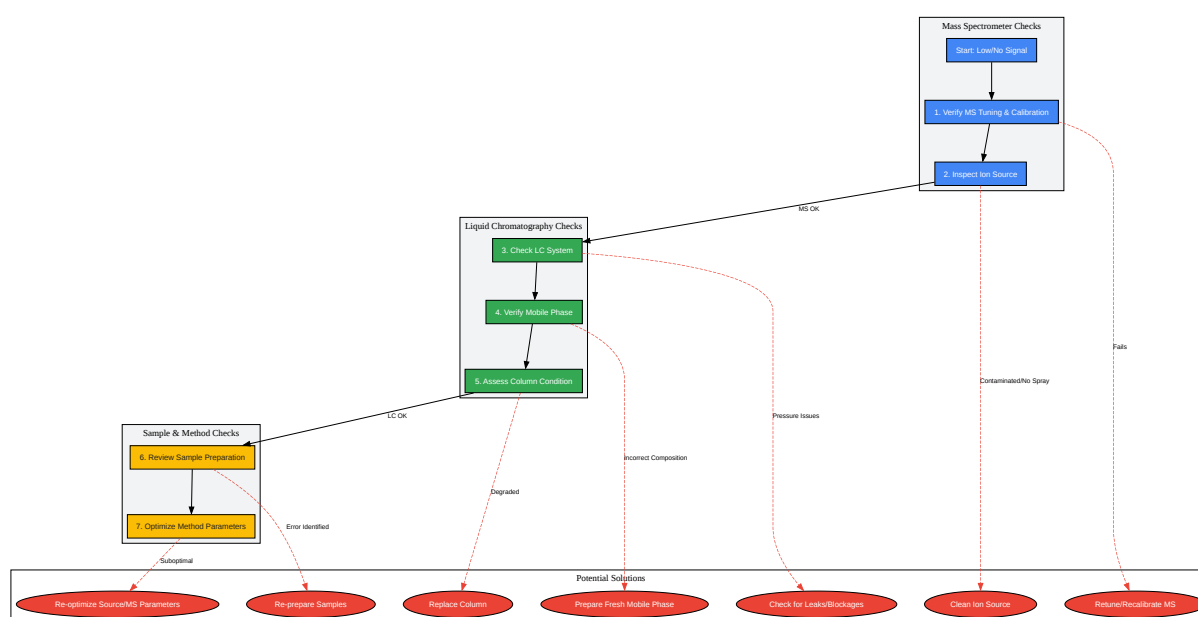 Mass Spectrometer Checks
Start: Low/No Signal
1. Verify MS Tuning & Calibration
2. Inspect Ion Source
MS OK
Liquid Chromatography Checks
3. Check LC System
4. Verify Mobile Phase
Fails
5. Assess Column Condition
Contaminated/No Spray
LC OK
Pressure Issues
Sample & Method Checks
6. Review Sample Preparation
Incorrect Composition
Degraded
7. Optimize Method Parameters
Error Identified
Suboptimal
Potential Solutions
Re-optimize Source/MS Parameters
Re-prepare Samples
Replace Column
Prepare Fresh Mobile Phase
Check for Leaks/Blockages
Clean Ion Source
Retune/Recalibrate MS